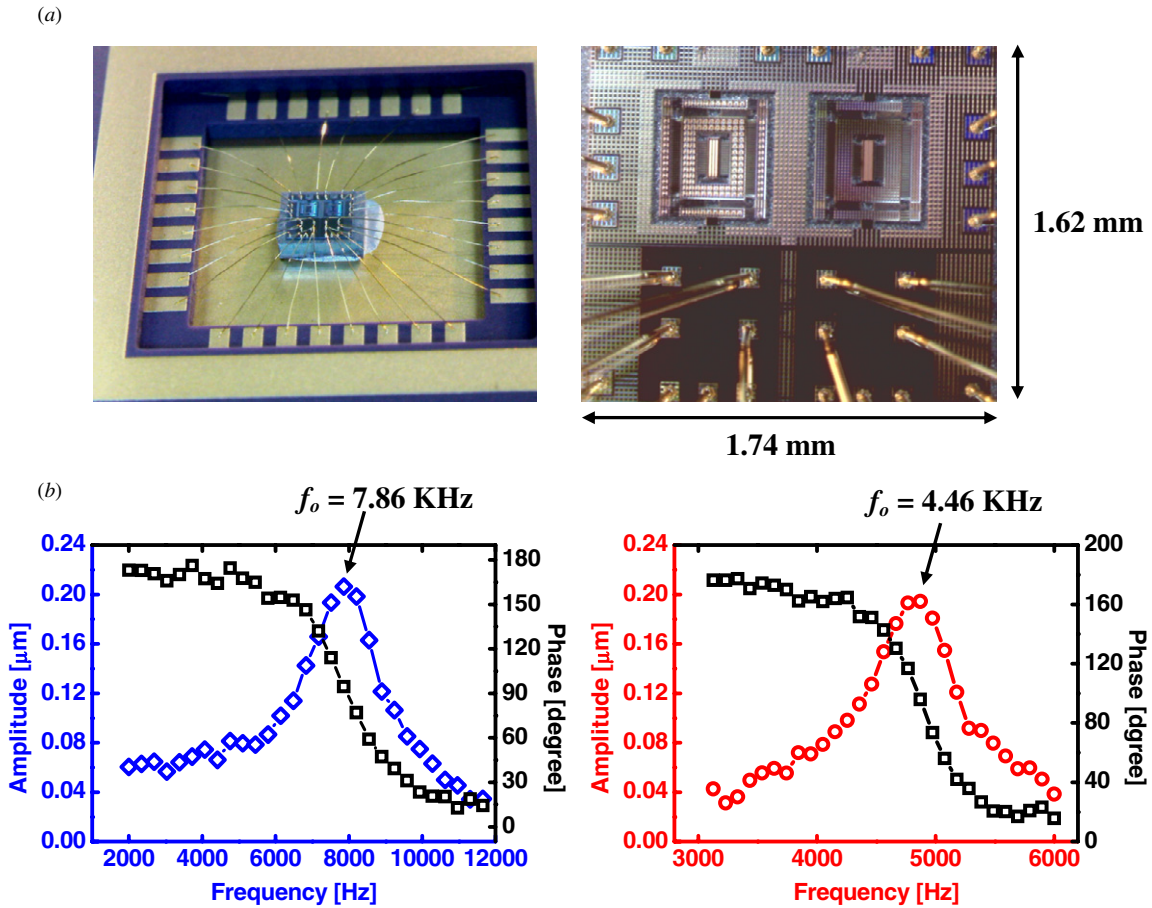 (a)
1.62 mm
1.74 mm
(b)
fo = 7.86 KHz
fo = 4.46 KHz
0.24
0.20
0.16
0.12
0.08
0.04
0.00
Amplitude [μm]
180
150
120
90
60
30
0
Phase [degree]
2000 4000 6000 8000 10000 12000
Frequency [Hz]
0.24
0.20
0.16
0.12
0.08
0.04
0.00
Amplitude [μm]
200
160
120
80
40
0
Phase [dgree]
3000 4000 5000 6000
Frequency [Hz]